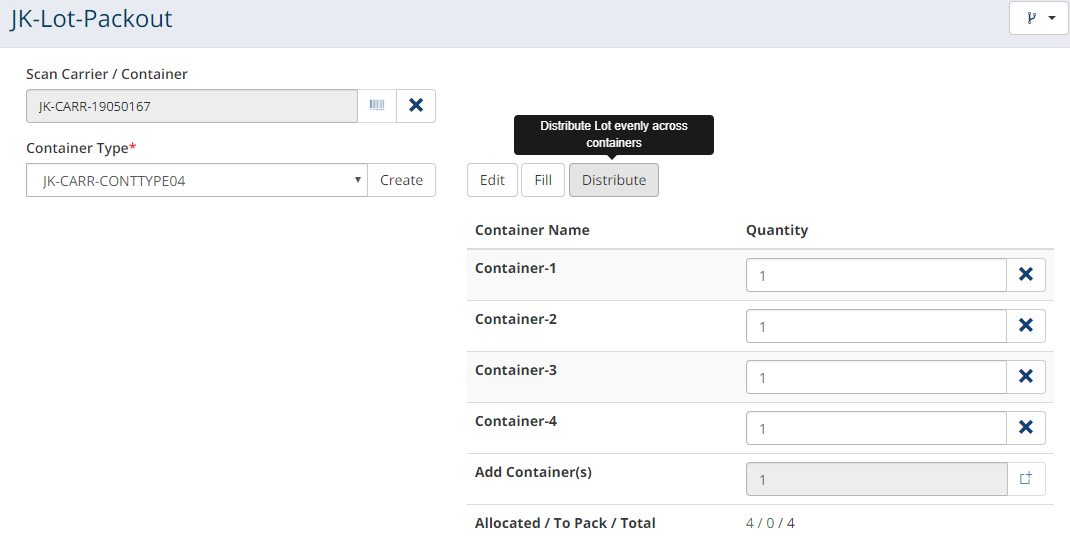 JK-Lot-Packout
Scan Carrier / Container
JK-CARR-19050167
Distribute Lot evenly across
containers
Container Type*
JK-CARR-CONTTYPE04
Create
Edit
Fill
Distribute
Container Name
Quantity
Container-1
1
Container-2
1
Container-3
1
Container-4
1
Add Container(s)
1
Allocated / To Pack / Total
4 / 0 / 4